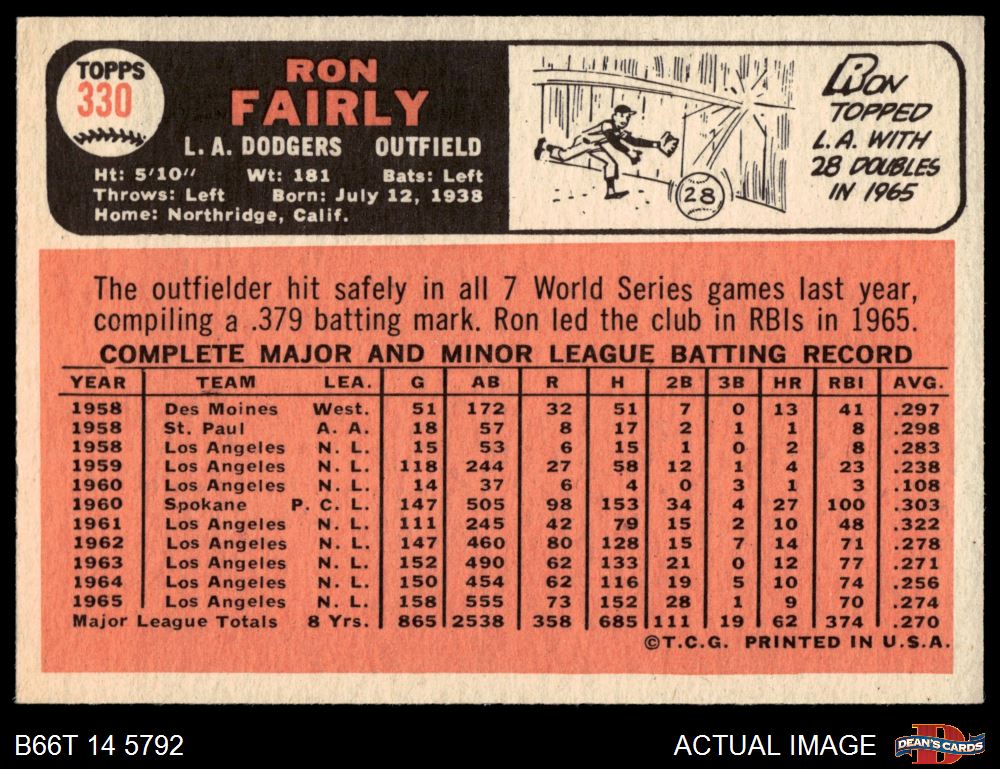 TOPPS
330
RON
FAIRLY
L. A. DODGERS OUTFIELD
Ht: 5'10" Wt: 181 Bats: Left
Throws: Left Born: July 12, 1938
Home: Northridge, Calif.
28
RON
TOPPED
L.A. WITH
28 DOUBLES
IN 1965
The outfielder hit safely in all 7 World Series games last year,
compiling a .379 batting mark. Ron led the club in RBIs in 1965.
COMPLETE MAJOR AND MINOR LEAGUE BATTING RECORD
YEAR TEAM LEA. G AB R H 2B 3B HR RBI AVG.
1958 Des Moines West. 51 172 32 51 7 0 13 41 .297
1958 St. Paul A. A. 18 57 8 17 2 1 1 8 .298
1958 Los Angeles N. L. 15 53 6 15 1 0 2 8 .283
1959 Los Angeles N. L. 118 244 27 58 12 1 4 23 .238
1960 Los Angeles N. L. 14 37 6 4 0 3 1 3 .108
1960 Spokane P. C. L. 147 505 98 153 34 4 27 100 .303
1961 Los Angeles N. L. 111 245 42 79 15 2 10 48 .322
1962 Los Angeles N. L. 147 460 80 128 15 7 14 71 .278
1963 Los Angeles N. L. 152 490 62 133 21 0 12 77 .271
1964 Los Angeles N. L. 150 454 62 116 19 5 10 74 .256
1965 Los Angeles N. L. 158 555 73 152 28 1 9 70 .274
Major League Totals 8 Yrs. 865 2538 358 685 111 19 62 374 .270
©T.C.G. PRINTED IN U.S.A.
B66T 14 5792
ACTUAL IMAGE
D
DEAN'S CARDS